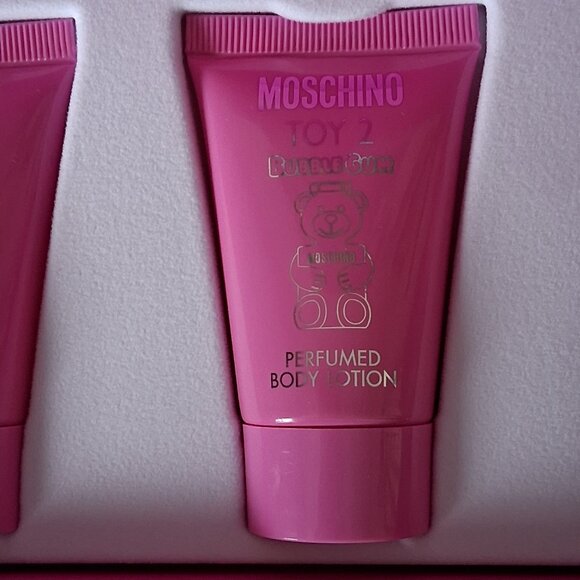 MOSCHINO
TOY 2
BUBBLE GUM
MOSCHINO
PERFUMED
BODY LOTION